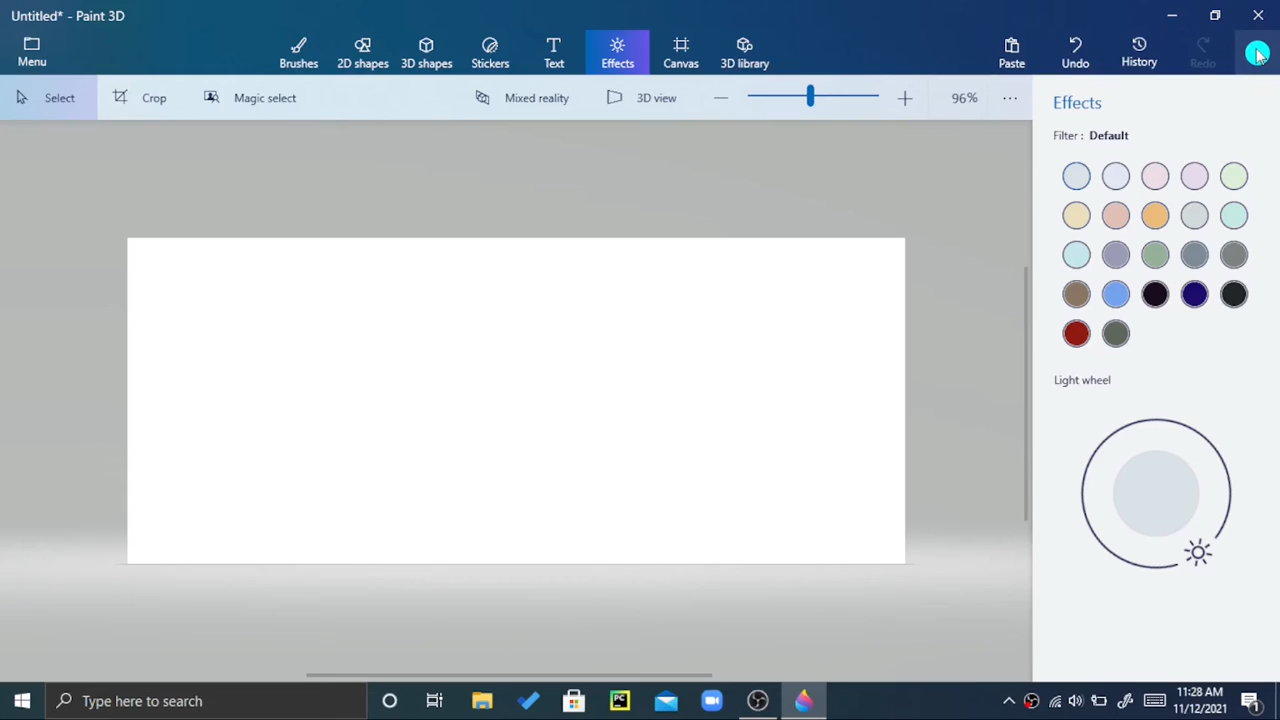 Untitled* - Paint 3D
Menu
Brushes
2D shapes
3D shapes
Stickers
Text
Effects
Canvas
3D library
Paste
Undo
History
Redo
Select
Crop
Magic select
Mixed reality
3D view
96%
Effects
Filter : Default
Light wheel
Type here to search
PC
11:28 AM
11/12/2021
1